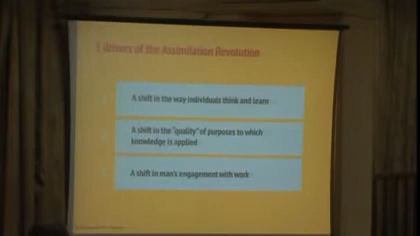 drivers of the Assimilation Revolution
A shift in the way individuals think and learn
A shift in the "quality" of purposes to which
knowledge is applied
A shift in man's engagement with work